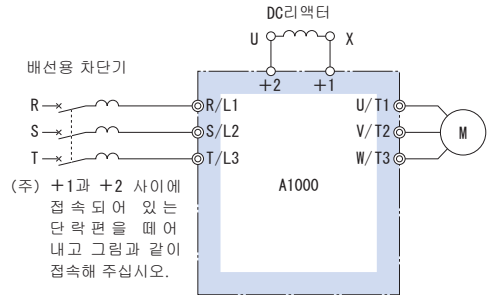 DC리액터
U X
배선용 차단기
+2 +1
R R/L1 U/T1
S S/L2 V/T2 M
T T/L3 W/T3
A1000
(주) +1과 +2 사이에
접속되어 있는
단락편을 떼어
내고 그림과 같이
접속해 주십시오.